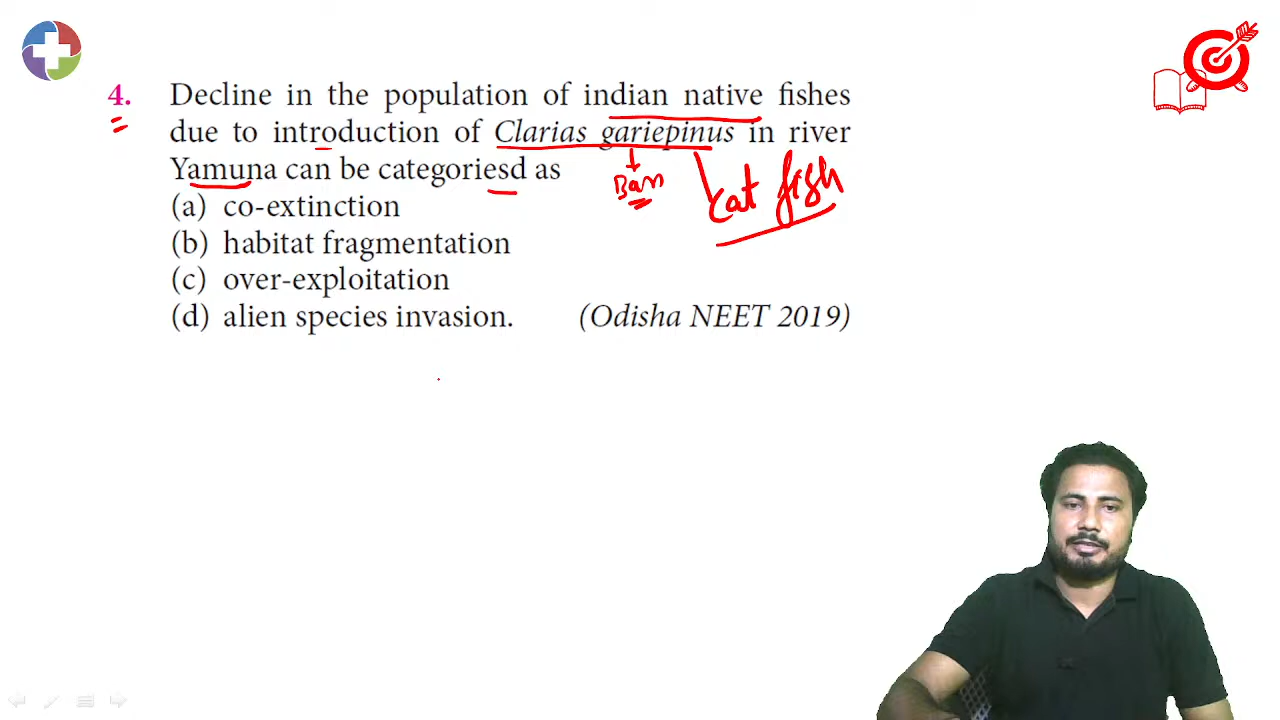 4. Decline in the population of indian native fishes
due to introduction of Clarias gariepinus in river
Yamuna can be categoriesd as
Ban
cat fish
(a) co-extinction
(b) habitat fragmentation
(c) over-exploitation
(d) alien species invasion. (Odisha NEET 2019)